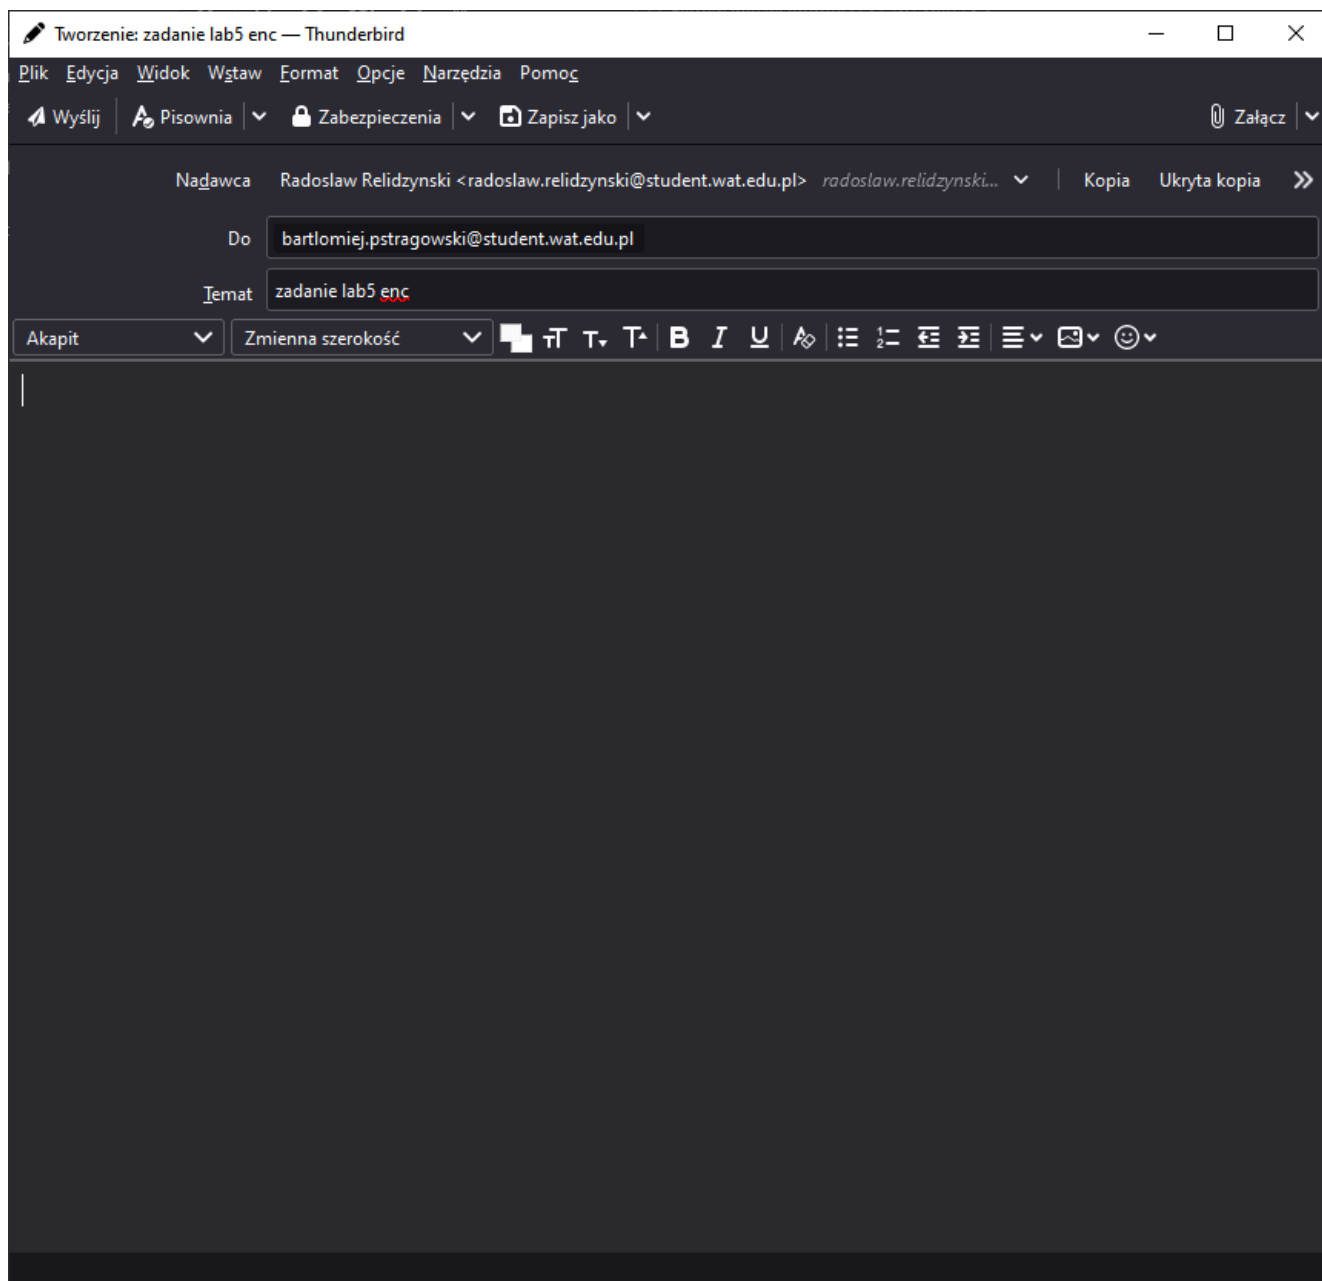 Tworzenie: zadanie lab5 enc — Thunderbird
Plik Edycja Widok Wstaw Format Opcje Narzędzia Pomoc
Wyślij Pisownia Zabezpieczenia Zapisz jako Załącz
Nadawca Radoslaw Relidzynski <radoslaw.relidzynski@student.wat.edu.pl> radoslaw.relidzynski... Kopia Ukryta kopia
Do bartlomiej.pstragowski@student.wat.edu.pl
Temat zadanie lab5 enc
Akapit Zmienna szerokość